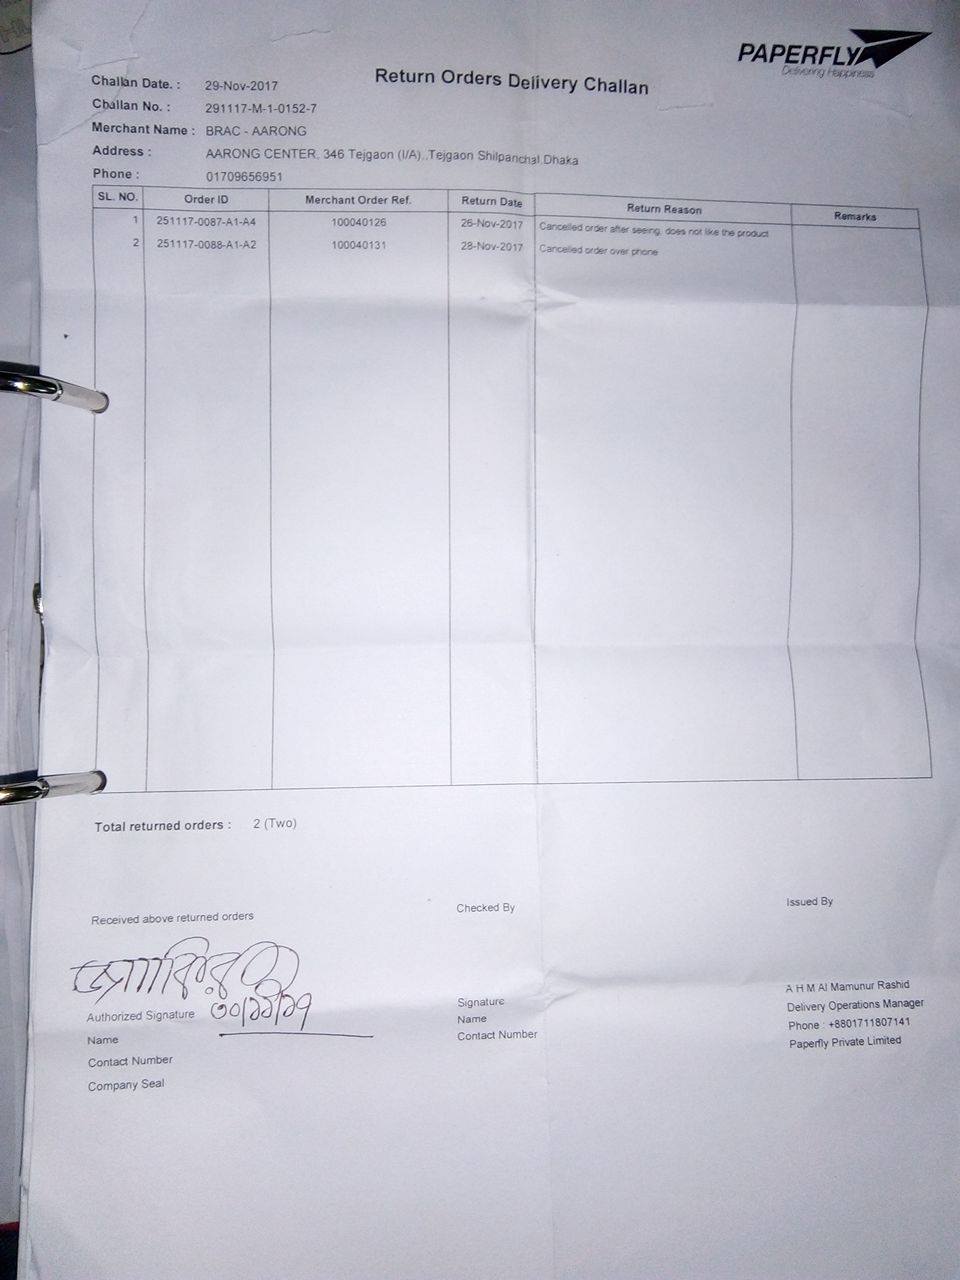 PAPERFLY
Delivering Happiness
Return Orders Delivery Challan
Challan Date. : 29-Nov-2017
Challan No. : 291117-M-1-0152-7
Merchant Name : BRAC - AARONG
Address : AARONG CENTER, 346 Tejgaon (I/A)..Tejgaon Shilpanchal,Dhaka
Phone : 01709656951
SL. NO. Order ID Merchant Order Ref. Return Date Return Reason Remarks
1 251117-0087-A1-A4 100040126 26-Nov-2017 Cancelled order after seeing, does not like the product
2 251117-0088-A1-A2 100040131 28-Nov-2017 Cancelled order over phone
Total returned orders : 2 (Two)
Received above returned orders Checked By Issued By
Authorized Signature ৩০/১১/১৭ Signature A H M Al Mamunur Rashid
Name Name Delivery Operations Manager
Contact Number Contact Number Phone : +8801711807141
Company Seal Paperfly Private Limited